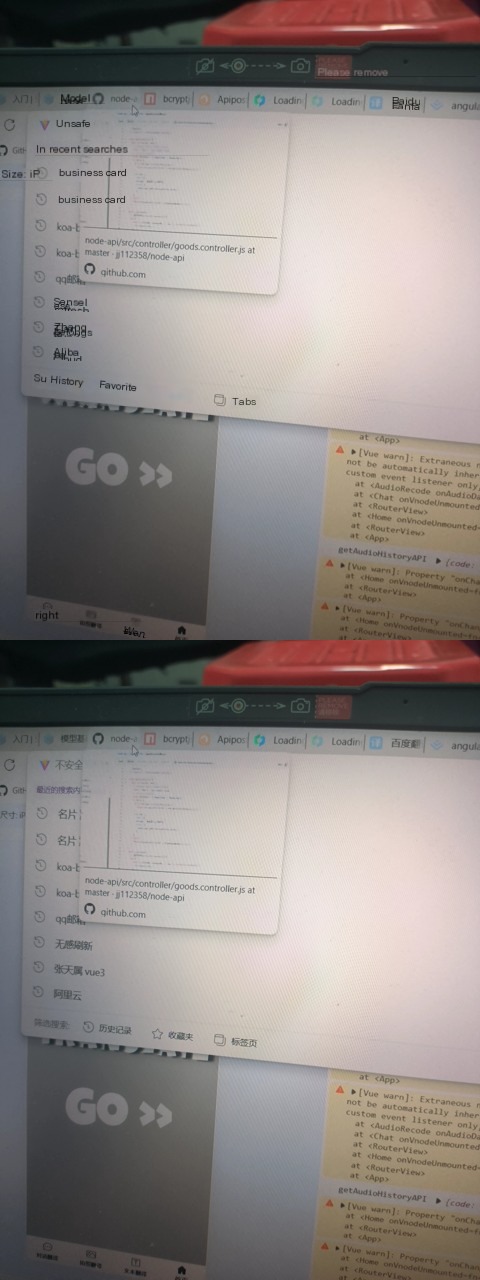 Please remove
入门 Model node- bcrypt Apipos Loadin Loadin Baidu angula
Unsafe
Gith
In recent searches
Size: iP
business card
business card
koa-b
koa-b
qq邮箱
Zhang
Aliba
node-api/src/controller/goods.controller.js at
master · jj112358/node-api
github.com
Su History Favorite Tabs
GO >>
at <App>
[Vue warn]: Extraneous n
not be automatically inher
custom event listener only,
at <AudioRecode onAudioDa
at <Chat onVnodeUnmounted
at <RouterView>
at <Home onVnodeUnmounted=
at <RouterView>
at <App>
getAudioHistoryAPI {code:
[Vue warn]: Property "onCha
at <Home onVnodeUnmounted=f
at <RouterView>
at <App>
[Vue warn]: Property "onC
at <Home onVnodeUnmounted
at <RouterView>
right
入门 模型基 node- bcrypt Apipos Loadin Loadin 百度翻 angula
不安全
Gith
最近的搜索内
尺寸: iP
名片
名片
koa-b
koa-b
qq邮箱
无感刷新
张天属 vue3
阿里云
node-api/src/controller/goods.controller.js at
master · jj112358/node-api
github.com
筛选搜索: 历史记录 收藏夹 标签页
GO >>
at <App>
[Vue warn]: Extraneous n
not be automatically inher
custom event listener only,
at <AudioRecode onAudioDa
at <Chat onVnodeUnmounted
at <RouterView>
at <Home onVnodeUnmounted=
at <RouterView>
at <App>
getAudioHistoryAPI {code:
[Vue warn]: Property "onCha
at <Home onVnodeUnmounted=f
at <RouterView>
at <App>
[Vue warn]: Property "onC
at <Home onVnodeUnmounted
at <RouterView>